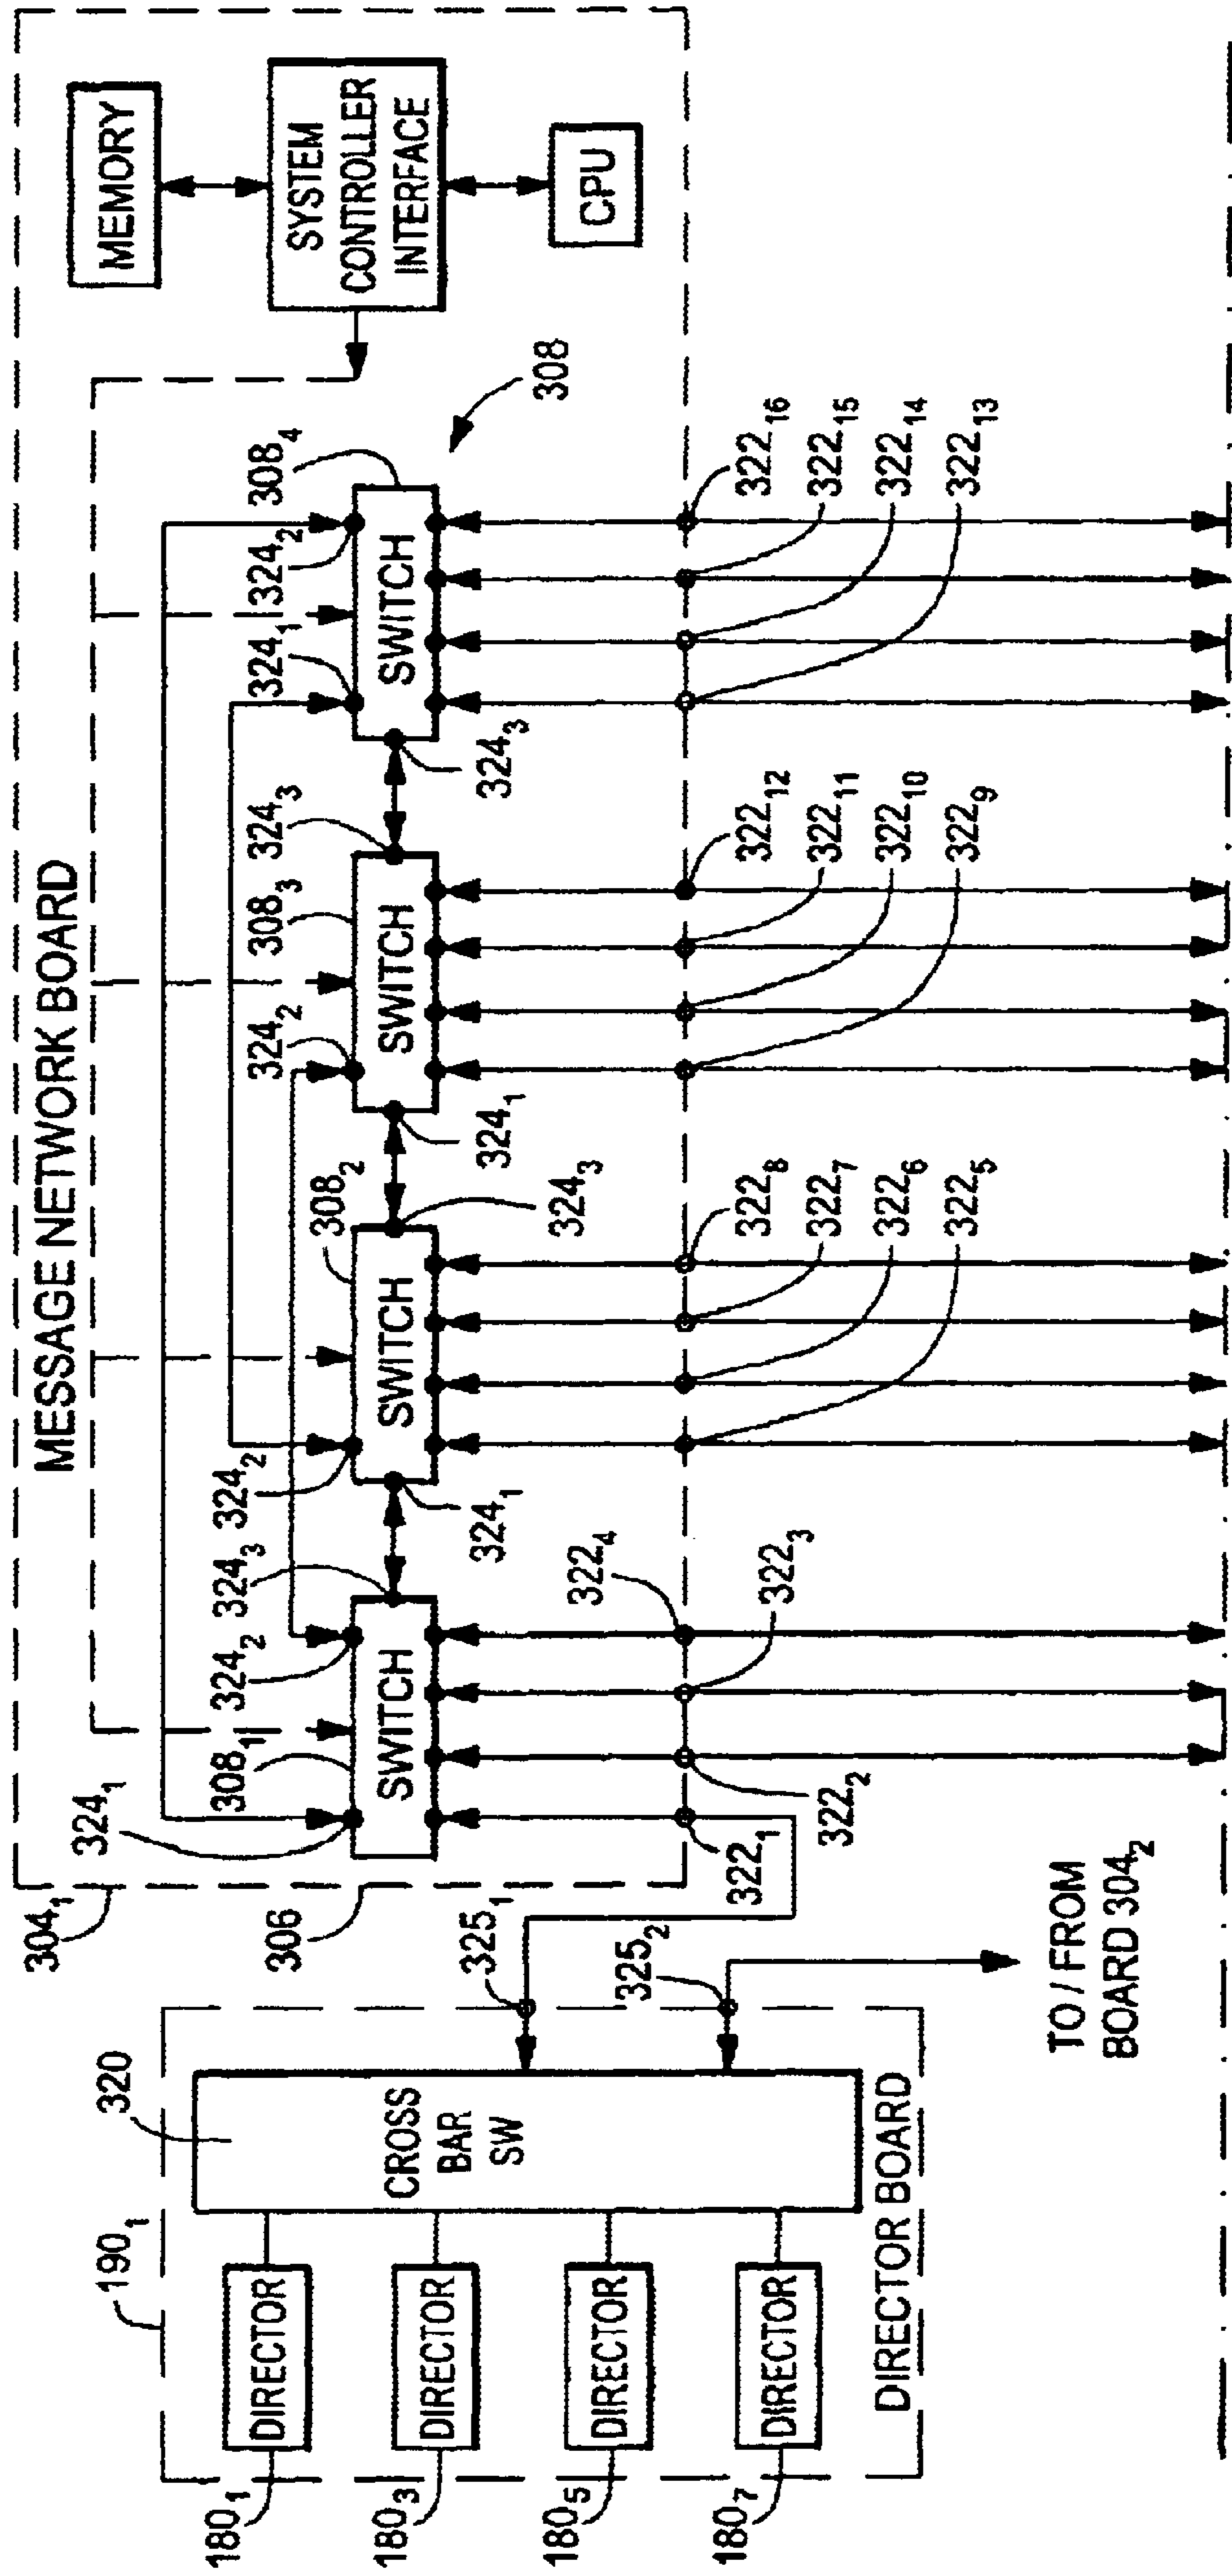 MESSAGE NETWORK BOARD
MEMORY
SYSTEM
CONTROLLER
INTERFACE
CPU
304₁
306
324₁
308₁
324₂
324₃
SWITCH
324₂
324₁
308₂
324₃
SWITCH
324₂
324₁
308₃
324₃
SWITCH
324₁
324₂
324₃
308₄
SWITCH
308
322₁
322₂
322₃
322₄
322₅
322₆
322₇
322₈
322₉
322₁₀
322₁₁
322₁₂
322₁₃
322₁₄
322₁₅
322₁₆
190₁
320
325₁
325₂
CROSS
BAR
SW
DIRECTOR
DIRECTOR
DIRECTOR
DIRECTOR
180₁
180₃
180₅
180₇
DIRECTOR BOARD
TO / FROM
BOARD 304₂